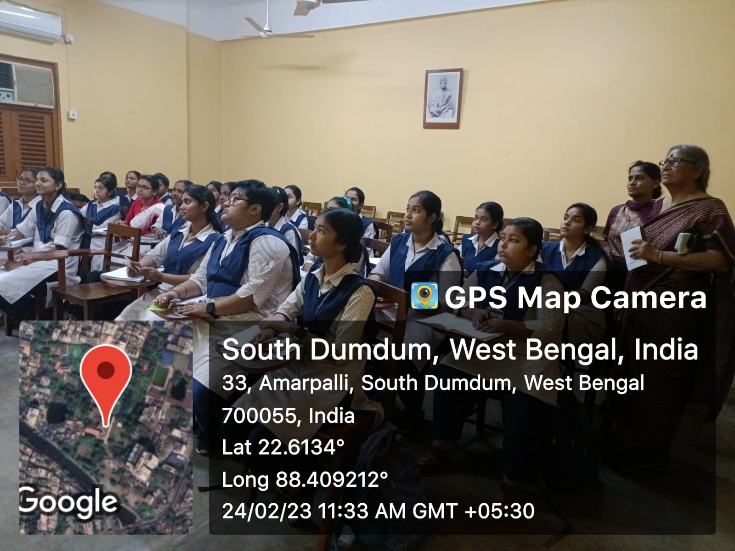 GPS Map Camera
South Dumdum, West Bengal, India
33, Amarpalli, South Dumdum, West Bengal
700055, India
Lat 22.6134°
Long 88.409212°
24/02/23 11:33 AM GMT +05:30
Google